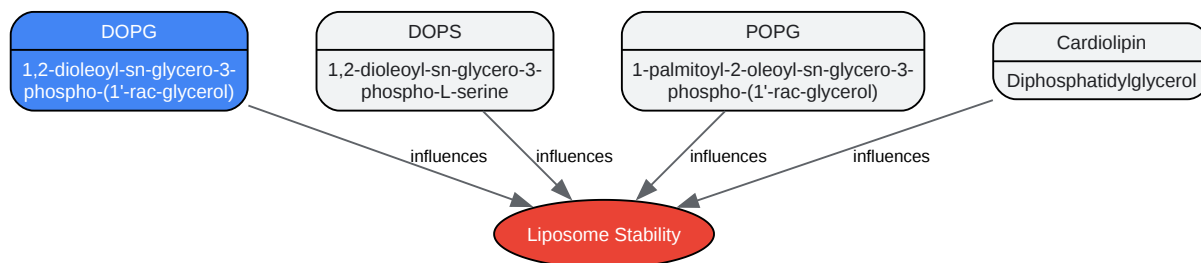 DOPG
1,2-dioleoyl-sn-glycero-3-
phospho-(1'-rac-glycerol)
DOPS
1,2-dioleoyl-sn-glycero-3-
phospho-L-serine
POPG
1-palmitoyl-2-oleoyl-sn-glycero-3-
phospho-(1'-rac-glycerol)
Cardiolipin
Diphosphatidylglycerol
influences
influences
influences
influences
Liposome Stability